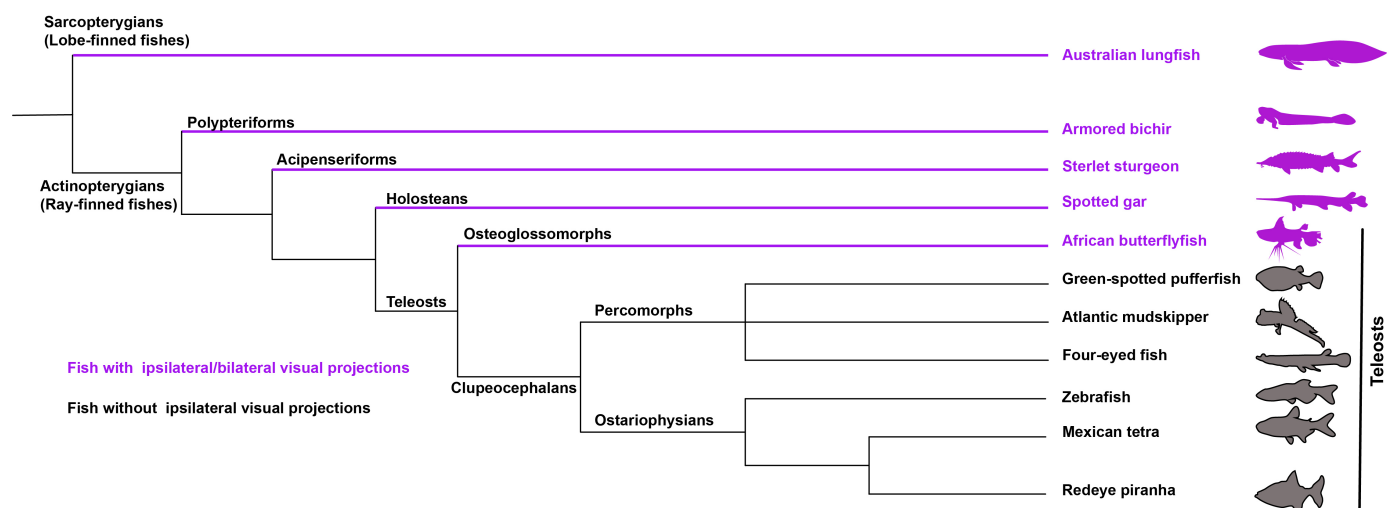 Sarcopterygians
(Lobe-finned fishes)
Australian lungfish
Polypteriforms
Armored bichir
Acipenseriforms
Sterlet sturgeon
Actinopterygians
(Ray-finned fishes)
Holosteans
Spotted gar
Osteoglossomorphs
African butterflyfish
Green-spotted pufferfish
Teleosts
Percomorphs
Atlantic mudskipper
Four-eyed fish
Teleosts
Fish with  ipsilateral/bilateral visual projections
Clupeocephalans
Zebrafish
Fish without  ipsilateral visual projections
Ostariophysians
Mexican tetra
Redeye piranha